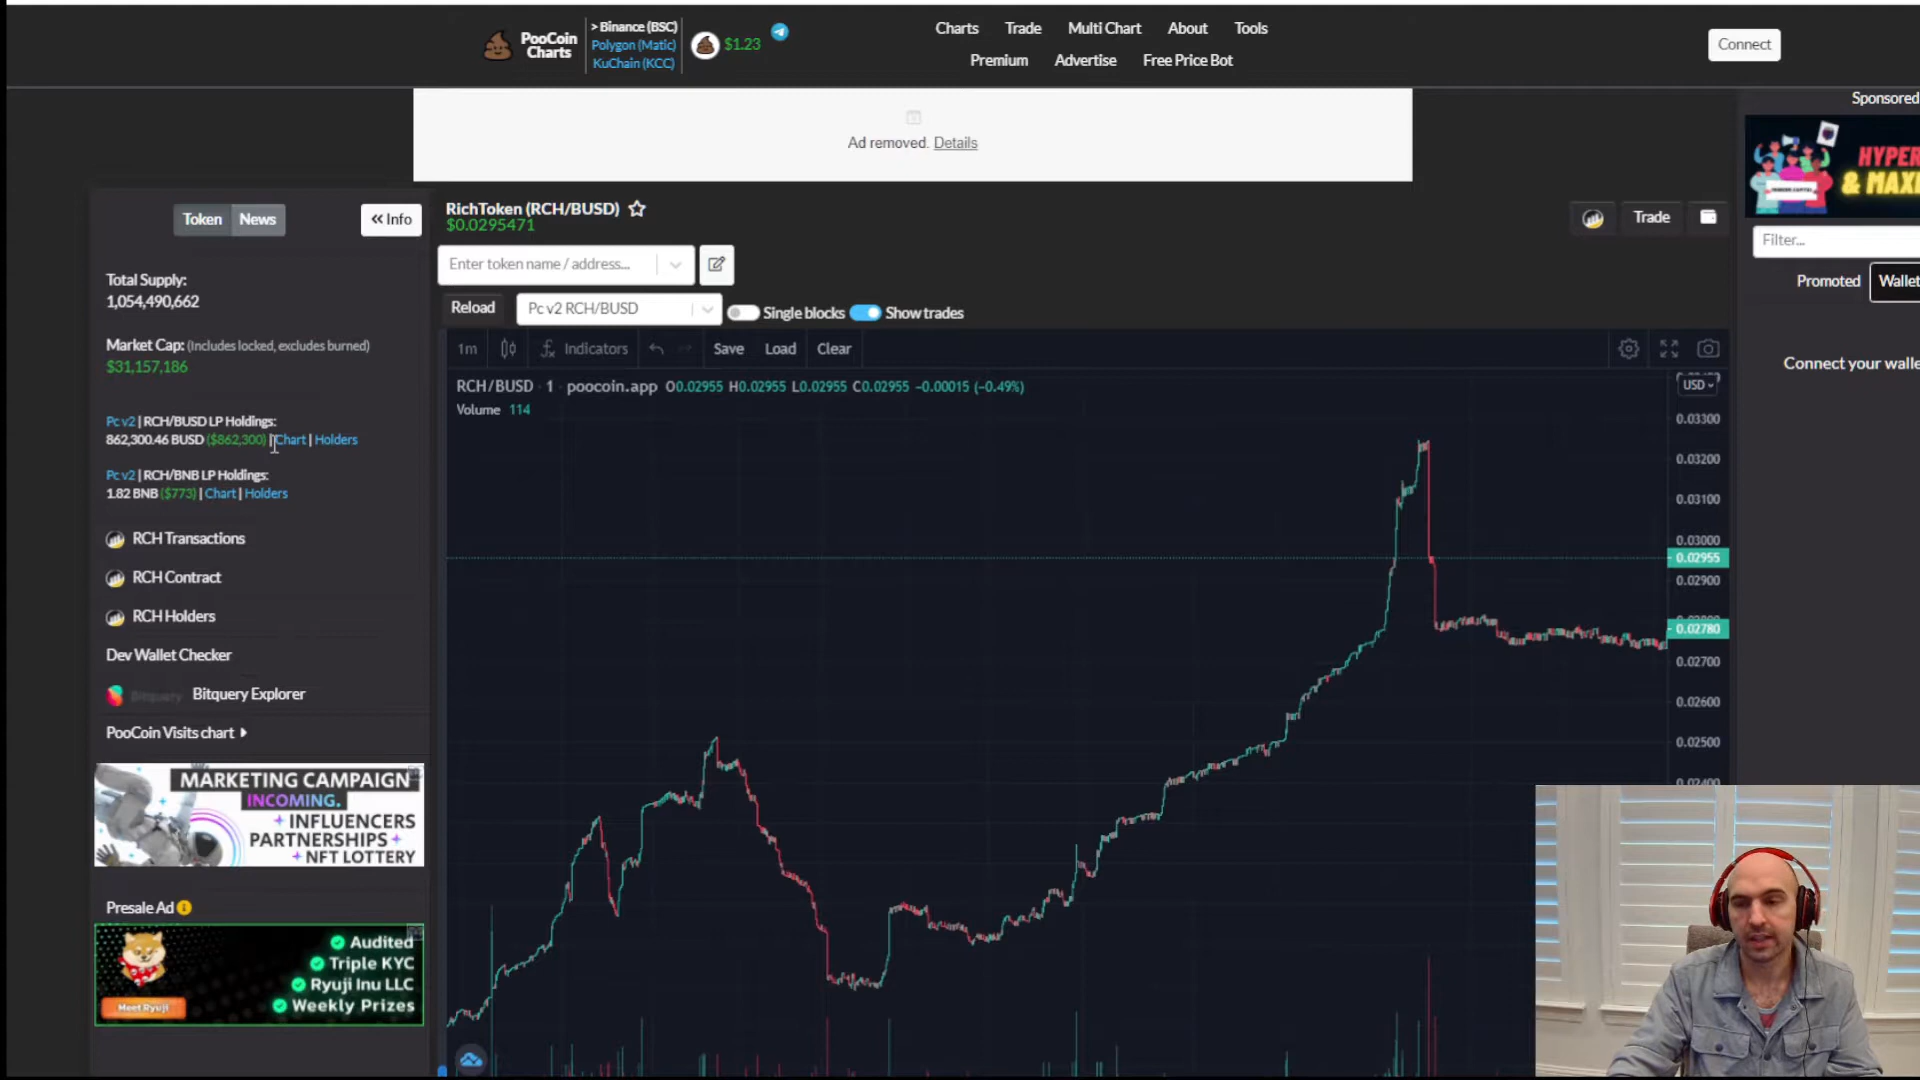 PooCoin
Charts
> Binance (BSC)
Polygon (Matic)
KuChain (KCC)
$1.23
Charts
Trade
Multi Chart
About
Tools
Premium
Advertise
Free Price Bot
Connect
Ad removed. Details
Sponsored
HYPER
& MAXI
Token
News
« Info
RichToken (RCH/BUSD)
$0.0295471
Trade
Filter...
Enter token name / address...
Promoted
Wallet
Total Supply:
1,054,490,662
Reload
Pc v2 RCH/BUSD
Single blocks
Show trades
Market Cap: (Includes locked, excludes burned)
$31,157,186
1m
Indicators
Save
Load
Clear
Connect your walle
RCH/BUSD · 1 · poocoin.app O0.02955 H0.02955 L0.02955 C0.02955 −0.00015 (−0.49%)
Volume 114
USD
Pc v2 | RCH/BUSD LP Holdings:
862,300.46 BUSD ($862,300) | Chart | Holders
Pc v2 | RCH/BNB LP Holdings:
1.82 BNB ($773) | Chart | Holders
RCH Transactions
RCH Contract
RCH Holders
Dev Wallet Checker
Bitquery
Bitquery Explorer
PooCoin Visits chart
0.03300
0.03200
0.03100
0.03000
0.02955
0.02900
0.02780
0.02700
0.02600
0.02500
0.02400
MARKETING CAMPAIGN
INCOMING.
+ INFLUENCERS
PARTNERSHIPS +
+ NFT LOTTERY
Presale Ad
Audited
Triple KYC
Ryuji Inu LLC
Weekly Prizes
Meet Ryuji